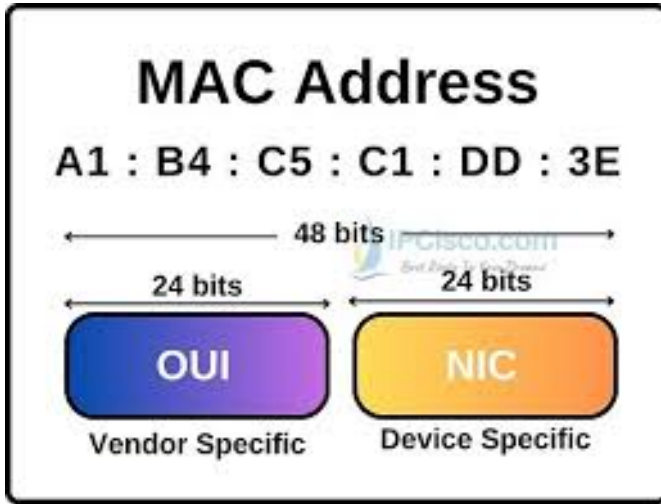 MAC Address
A1 : B4 : C5 : C1 : DD : 3E
48 bits
IPCisco.com
24 bits
24 bits
OUI
NIC
Vendor Specific
Device Specific